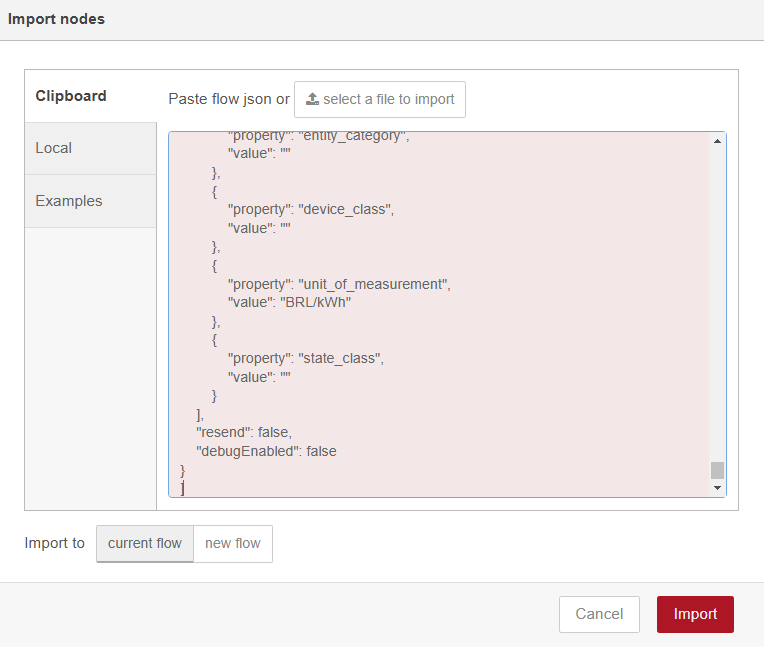 Import nodes
Clipboard
Local
Examples
Paste flow json or select a file to import
"property": "entity_category",
"value": ""
},
{
"property": "device_class",
"value": ""
},
{
"property": "unit_of_measurement",
"value": "BRL/kWh"
},
{
"property": "state_class",
"value": ""
}
],
"resend": false,
"debugEnabled": false
}
]
Import to current flow new flow
Cancel Import